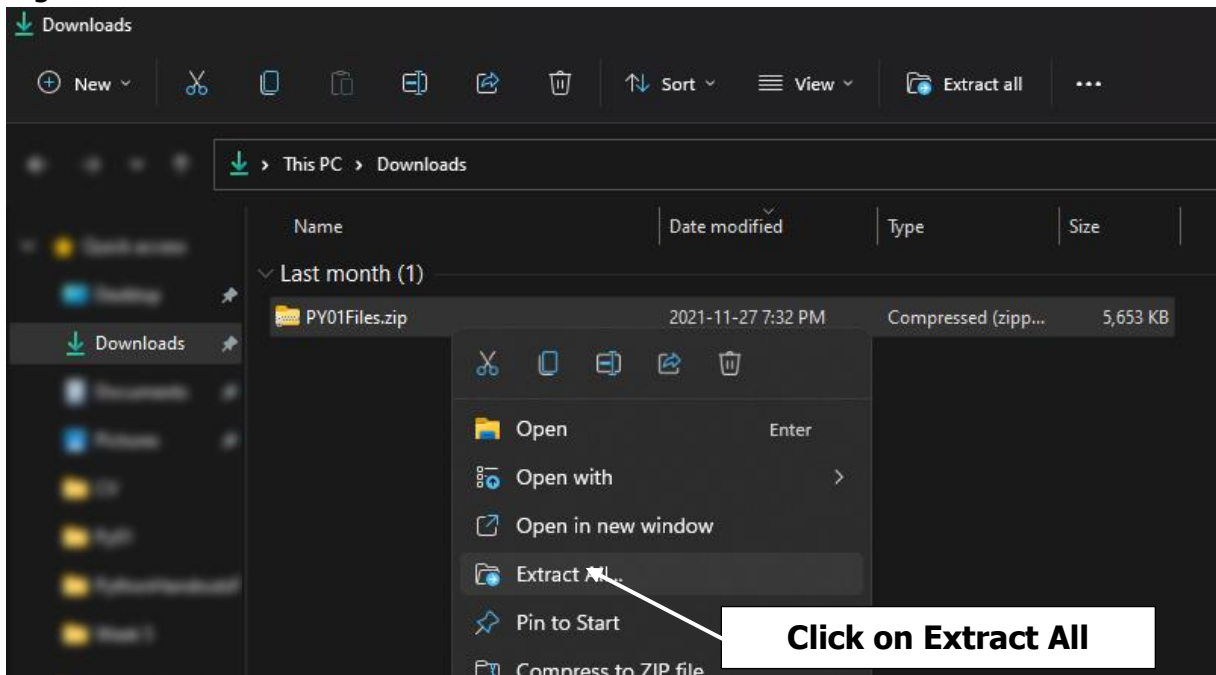 Downloads
New
Sort
View
Extract all
This PC > Downloads
Name Date modified Type Size
Last month (1)
PY01Files.zip 2021-11-27 7:32 PM Compressed (zipp... 5,653 KB
Downloads
Open Enter
Open with
Open in new window
Extract All...
Pin to Start
Click on Extract All
Compress to ZIP file